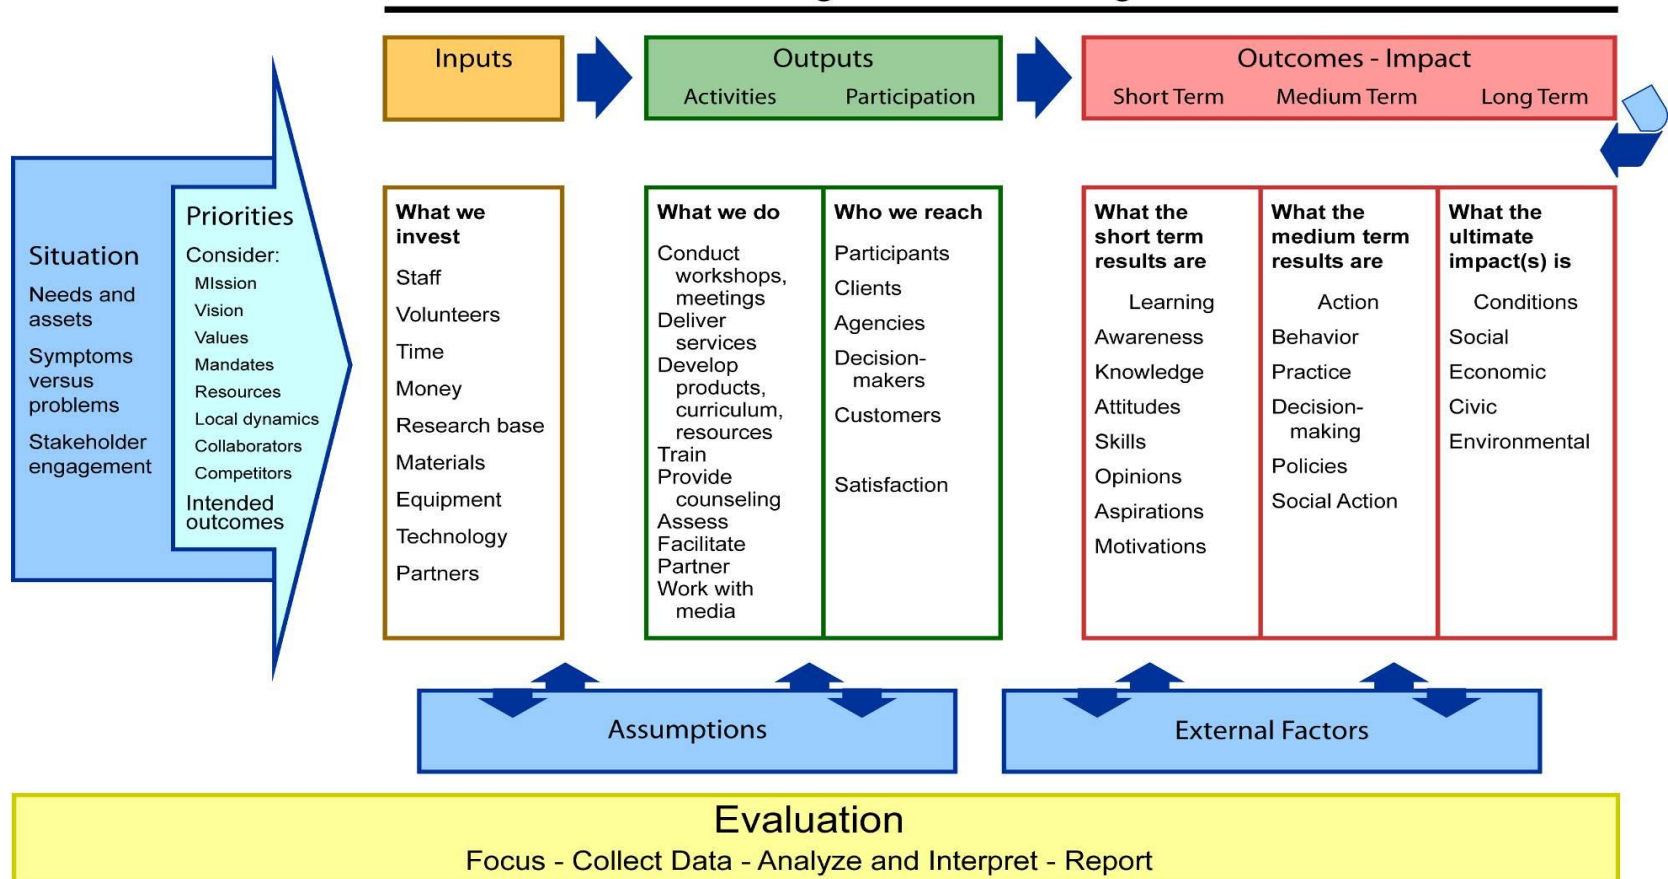 Inputs
Outputs
Activities Participation
Outcomes - Impact
Short Term Medium Term Long Term
Situation
Needs and
assets
Symptoms
versus
problems
Stakeholder
engagement
Priorities
Consider:
MIssion
Vision
Values
Mandates
Resources
Local dynamics
Collaborators
Competitors
Intended
outcomes
What we
invest
Staff
Volunteers
Time
Money
Research base
Materials
Equipment
Technology
Partners
What we do
Conduct
workshops,
meetings
Deliver
services
Develop
products,
curriculum,
resources
Train
Provide
counseling
Assess
Facilitate
Partner
Work with
media
Who we reach
Participants
Clients
Agencies
Decision-
makers
Customers
Satisfaction
What the
short term
results are
Learning
Awareness
Knowledge
Attitudes
Skills
Opinions
Aspirations
Motivations
What the
medium term
results are
Action
Behavior
Practice
Decision-
making
Policies
Social Action
What the
ultimate
impact(s) is
Conditions
Social
Economic
Civic
Environmental
Assumptions
External Factors
Evaluation
Focus - Collect Data - Analyze and Interpret - Report